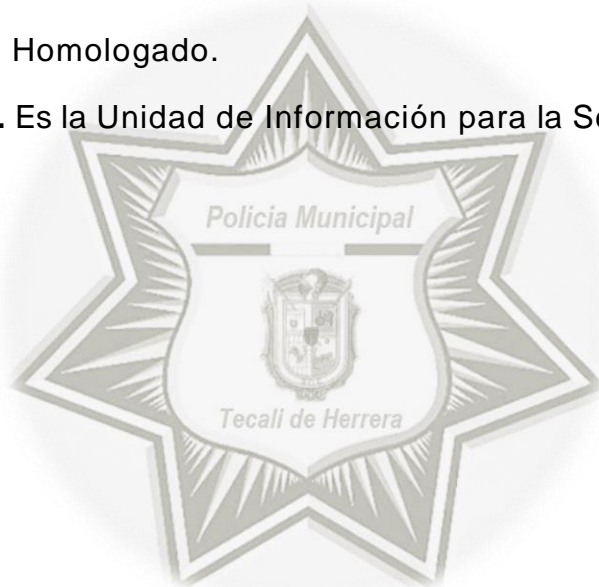 Homologado.
. Es la Unidad de Información para la Se
Policia Municipal
Tecali de Herrera